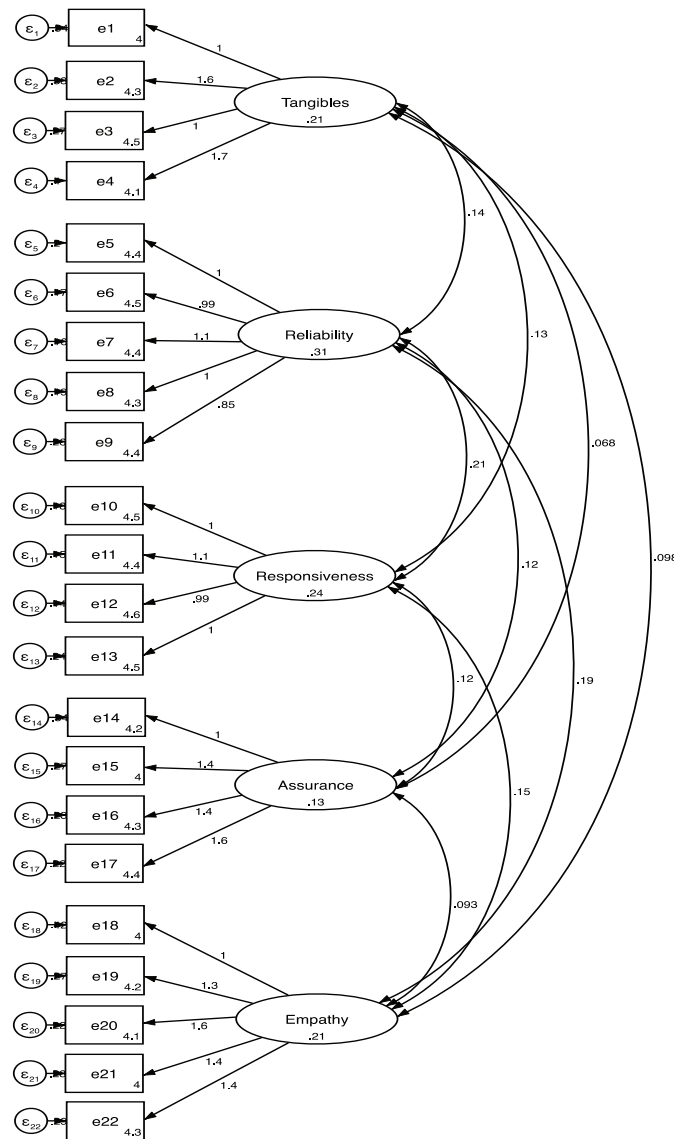 ε1 e1 4
ε2 e2 4.3
ε3 e3 4.5
ε4 e4 4.1
1
1.6
1
1.7
Tangibles
.21
ε5 e5 4.4
ε6 e6 4.5
ε7 e7 4.4
ε8 e8 4.3
ε9 e9 4.4
1
.99
1.1
1
.85
Reliability
.31
ε10 e10 4.5
ε11 e11 4.4
ε12 e12 4.6
ε13 e13 4.5
1
1.1
.99
1
Responsiveness
.24
ε14 e14 4.2
ε15 e15 4
ε16 e16 4.3
ε17 e17 4.4
1
1.4
1.4
1.6
Assurance
.13
ε18 e18 4
ε19 e19 4.2
ε20 e20 4.1
ε21 e21 4
ε22 e22 4.3
1
1.3
1.6
1.4
1.4
Empathy
.21
.14
.13
.068
.098
.21
.12
.19
.12
.15
.093